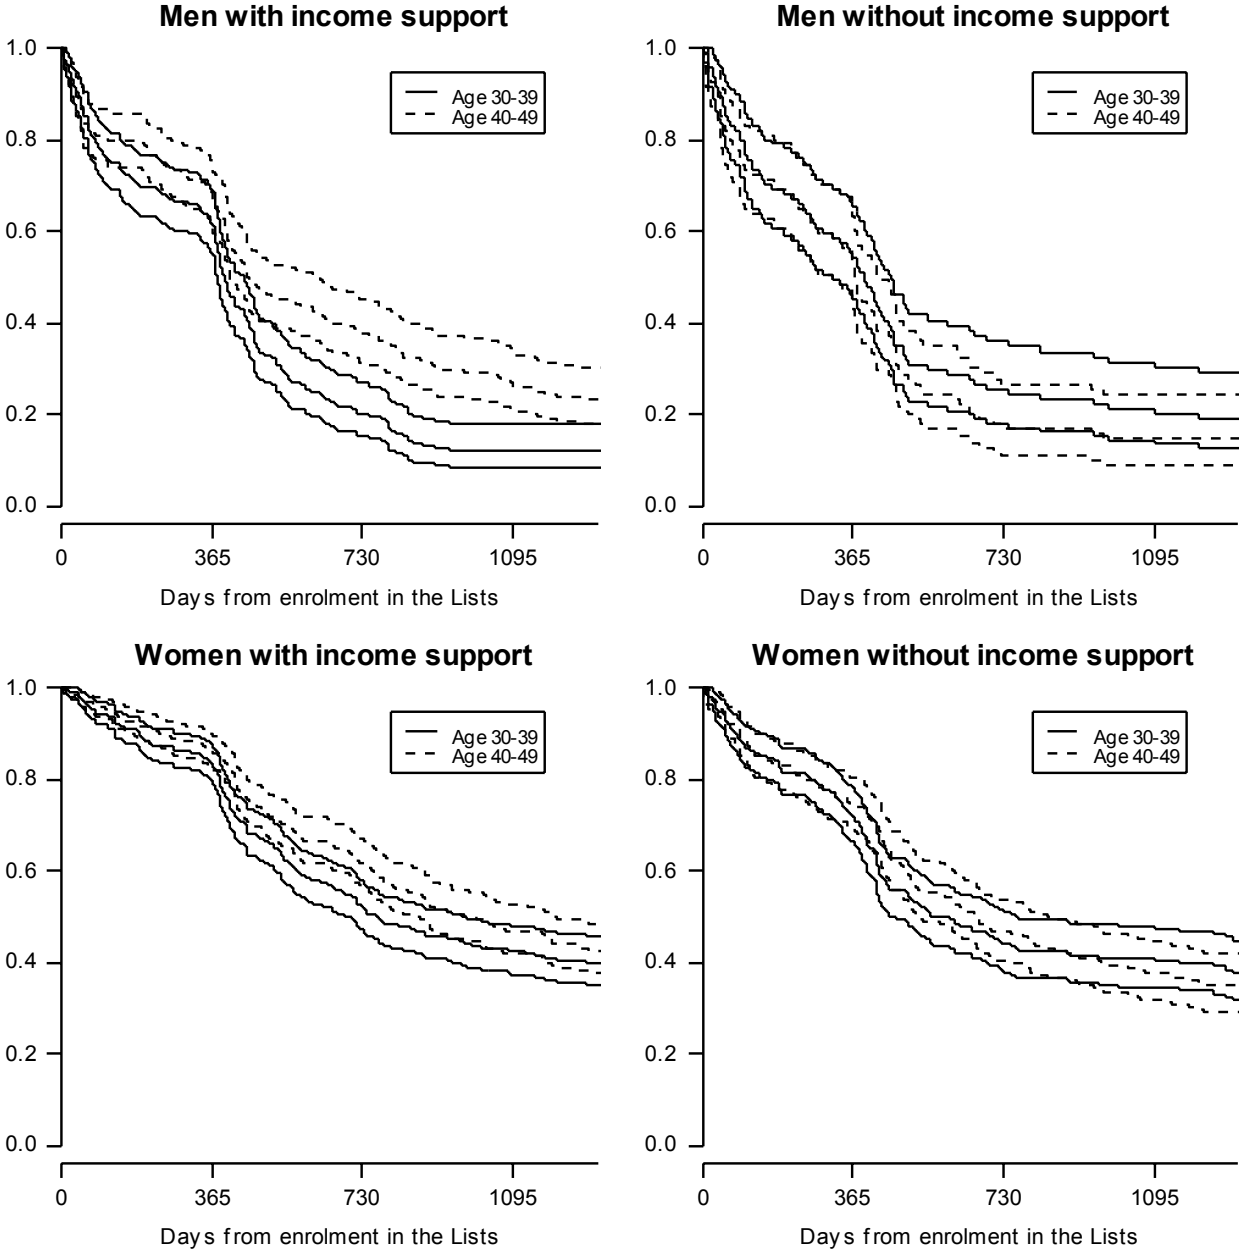 Men with income support
Men without income support
1.0
0.8
0.6
0.4
0.2
0.0
Age 30-39
Age 40-49
0 365 730 1095
Days from enrolment in the Lists
1.0
0.8
0.6
0.4
0.2
0.0
Age 30-39
Age 40-49
0 365 730 1095
Days from enrolment in the Lists
Women with income support
Women without income support
1.0
0.8
0.6
0.4
0.2
0.0
Age 30-39
Age 40-49
0 365 730 1095
Days from enrolment in the Lists
1.0
0.8
0.6
0.4
0.2
0.0
Age 30-39
Age 40-49
0 365 730 1095
Days from enrolment in the Lists